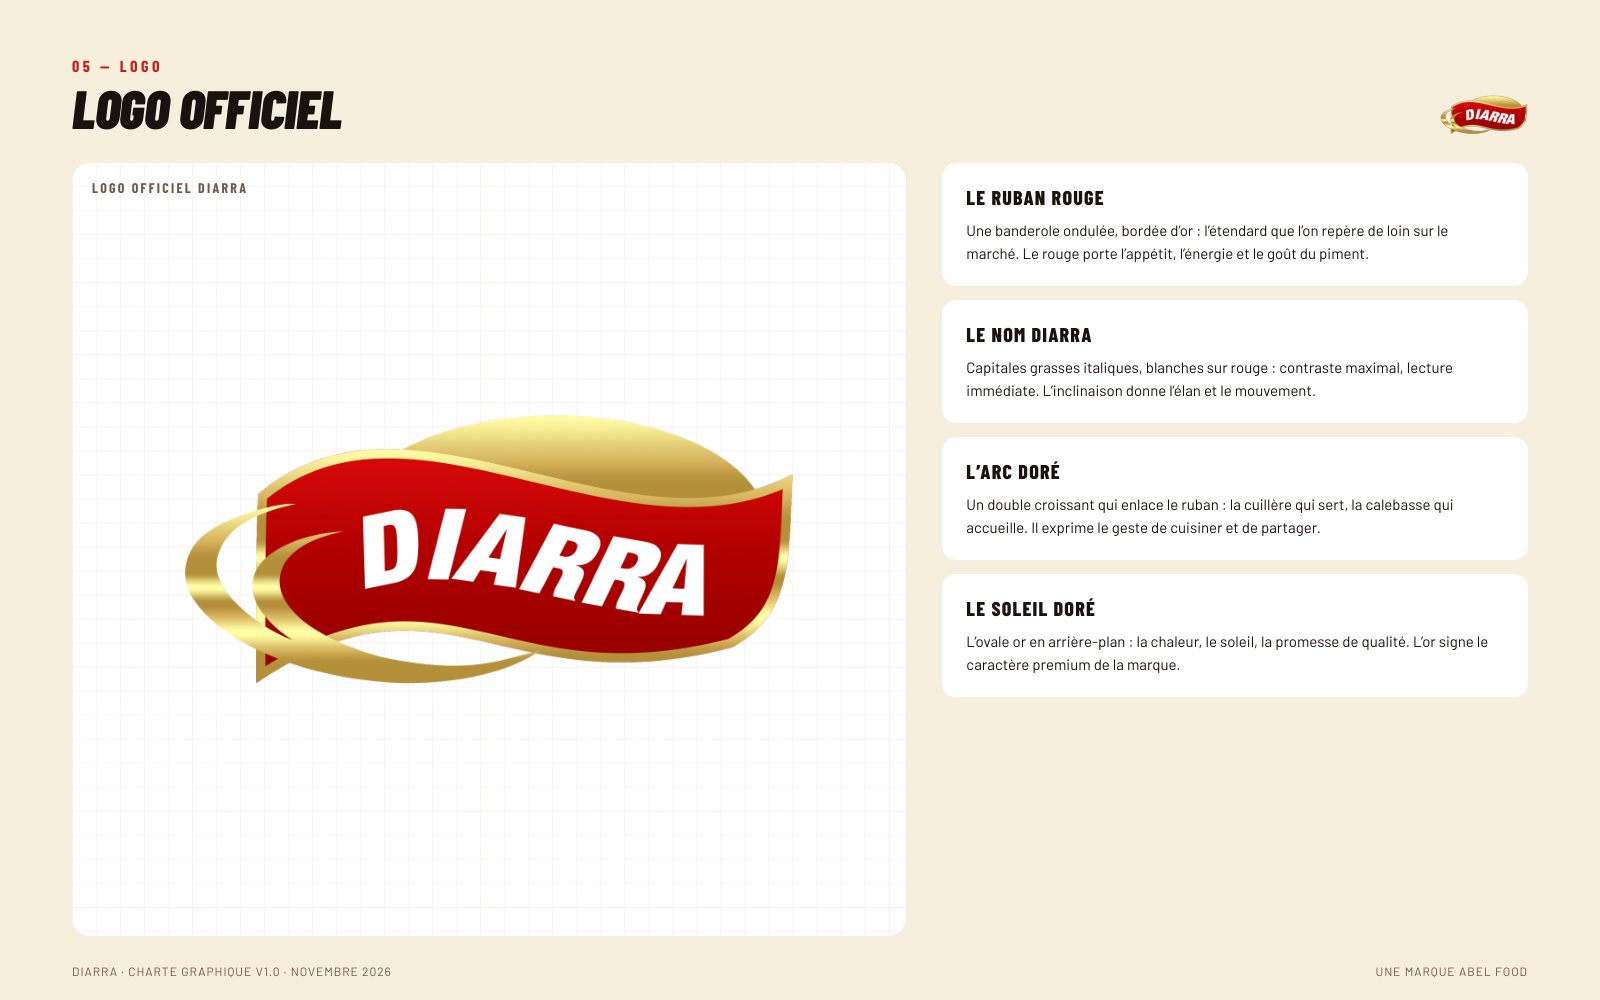 05 — LOGO
LOGO OFFICIEL
DIARRA
LOGO OFFICIEL DIARRA
DIARRA
LE RUBAN ROUGE
Une banderole ondulée, bordée d’or : l’étendard que l’on repère de loin sur le
marché. Le rouge porte l’appétit, l’énergie et le goût du piment.
LE NOM DIARRA
Capitales grasses italiques, blanches sur rouge : contraste maximal, lecture
immédiate. L’inclinaison donne l’élan et le mouvement.
L’ARC DORÉ
Un double croissant qui enlace le ruban : la cuillère qui sert, la calebasse qui
accueille. Il exprime le geste de cuisiner et de partager.
LE SOLEIL DORÉ
L’ovale or en arrière-plan : la chaleur, le soleil, la promesse de qualité. L’or signe le
caractère premium de la marque.
DIARRA · CHARTE GRAPHIQUE V1.0 · NOVEMBRE 2026
UNE MARQUE ABEL FOOD